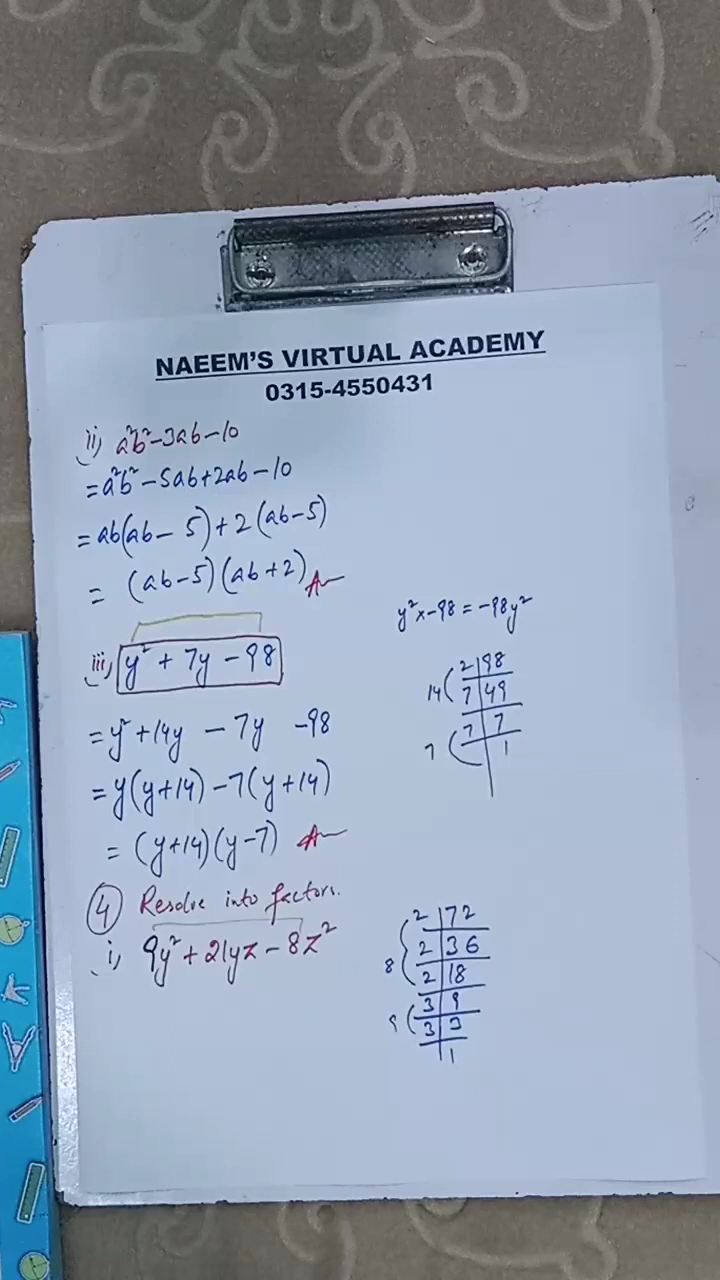 NAEEM'S VIRTUAL ACADEMY
0315-4550431
ii) a²b²-3ab-10
= a²b² - 5ab + 2ab - 10
= ab(ab - 5) + 2(ab-5)
= (ab-5)(ab+2) A
iii) y² + 7y - 98
= y² + 14y - 7y - 98
= y(y+14) - 7(y+14)
= (y+14)(y-7) A
y² x -98 = -98y²
2 98
14 7 49
7 7 7
1
4 Resolve into factors.
i) 9y² + 21yz - 8z²
2 72
2 36
8 2 18
3 9
9 3 3
1